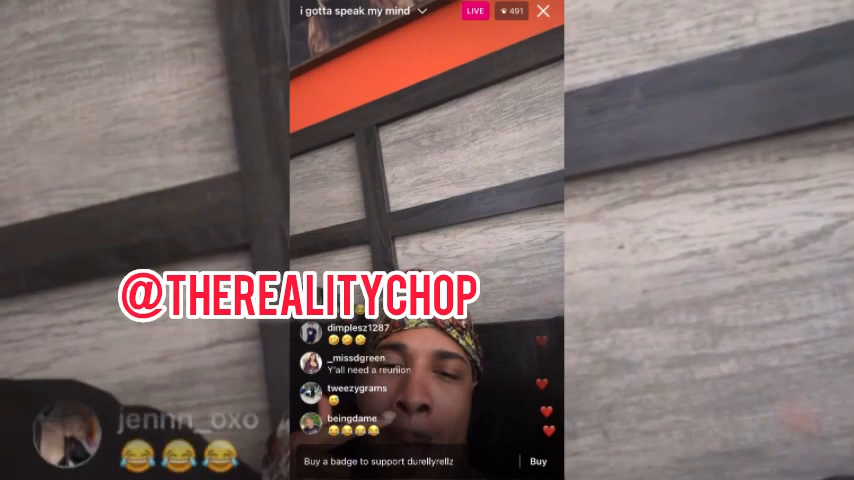 i gotta speak my mind
LIVE
491
@THEREALITYCHOP
dimplesz1287
_missdgreen
Y'all need a reunion
tweezygrams
beingdame
jennn_oxo
Buy a badge to support durellyrellz
Buy